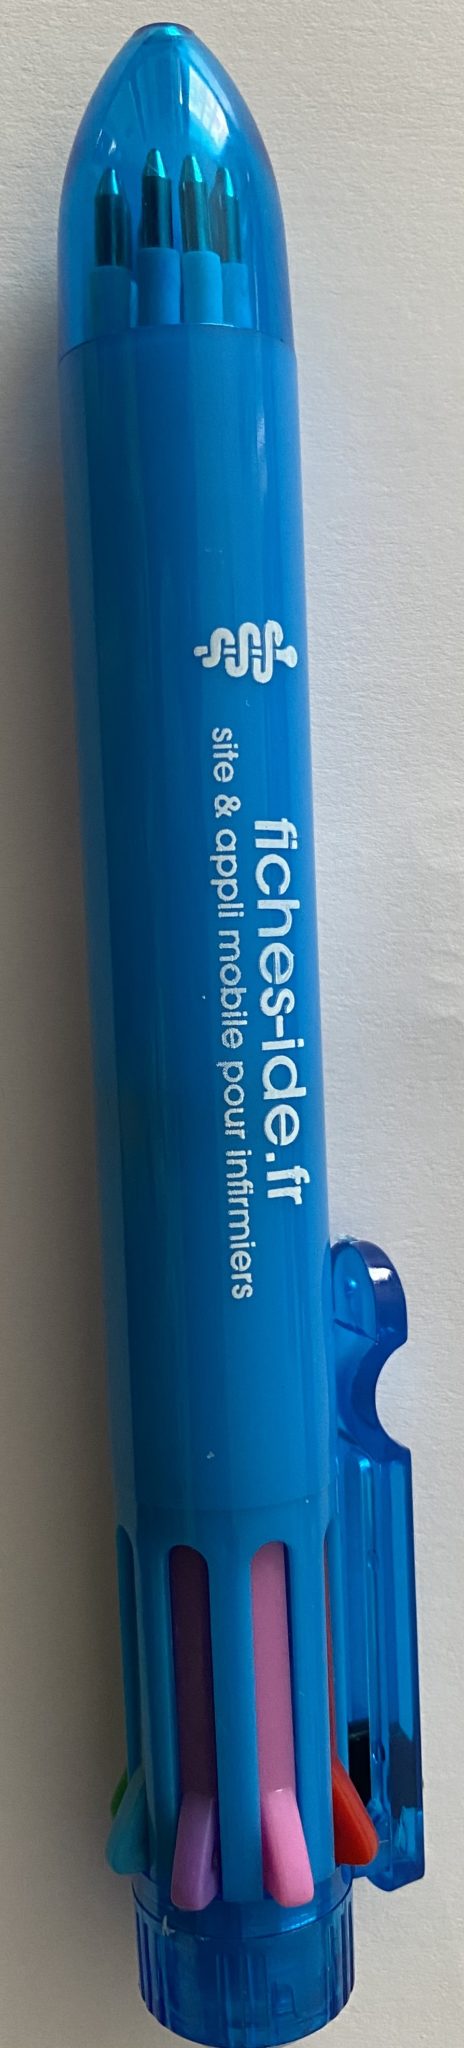 fiches-ide.fr
site & appli mobile pour infirmiers